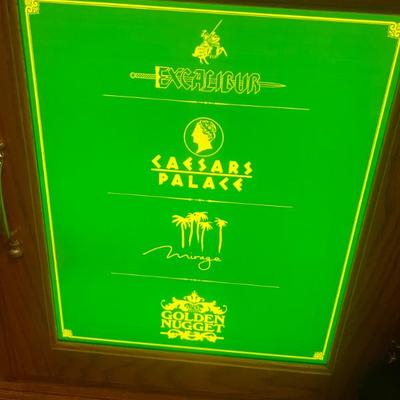 EXCALIBUR
CAESARS
PALACE
Mirage
GOLDEN
NUGGET